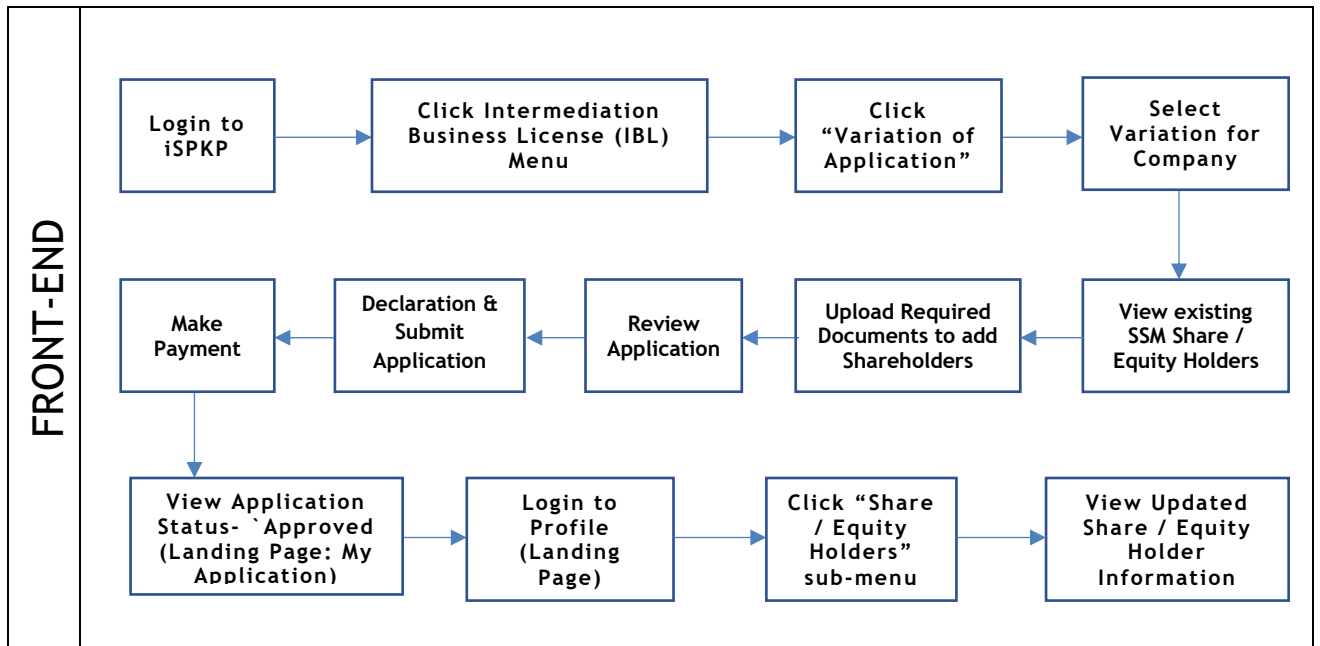 FRONT-END
Login to
iSPKP
Click Intermediation
Business License (IBL)
Menu
Click
“Variation of
Application”
Select
Variation for
Company
View existing
SSM Share /
Equity Holders
Upload Required
Documents to add
Shareholders
Review
Application
Declaration &
Submit
Application
Make
Payment
View Application
Status- `Approved
(Landing Page: My
Application)
Login to
Profile
(Landing
Page)
Click “Share
/ Equity
Holders”
sub-menu
View Updated
Share / Equity
Holder
Information